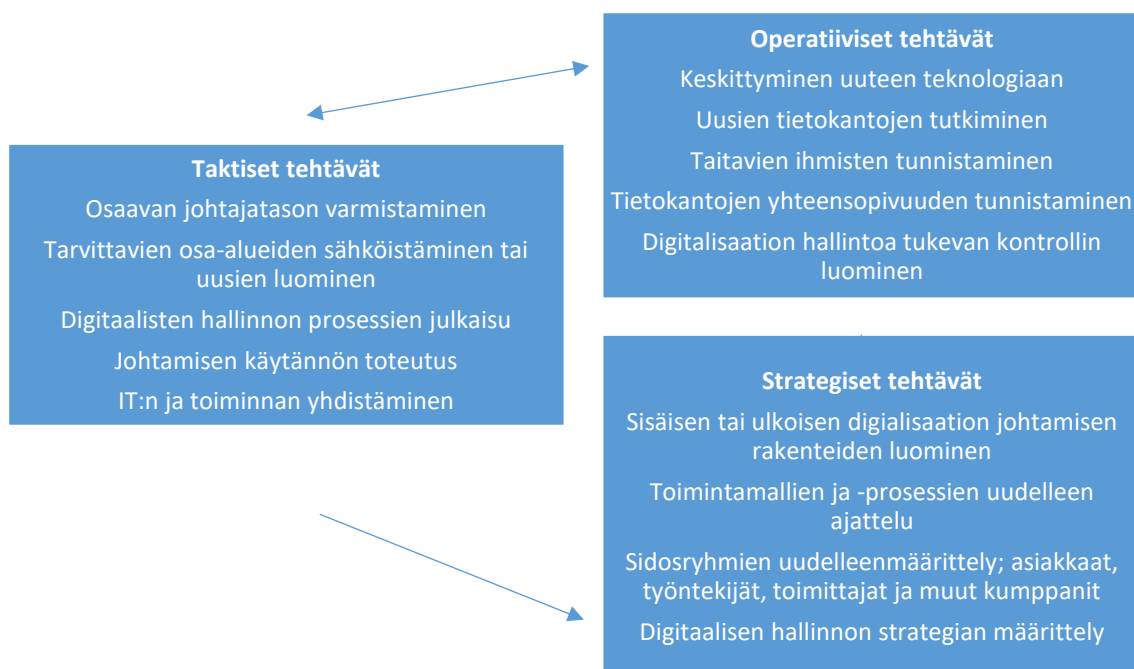 Operatiiviset tehtävät
Keskittyminen uuteen teknologiaan
Uusien tietokantojen tutkiminen
Taitavien ihmisten tunnistaminen
Tietokantojen yhteensopivuuden tunnistaminen
Digitalisaation hallintoa tukevan kontrollin
luominen
Taktiset tehtävät
Osaavan johtajatason varmistaminen
Tarvittavien osa-alueiden sähköistäminen tai
uusien luominen
Digitaalisten hallinnon prosessien julkaisu
Johtamisen käytännön toteutus
IT:n ja toiminnan yhdistäminen
Strategiset tehtävät
Sisäisen tai ulkoisen digialisaation johtamisen
rakenteiden luominen
Toimintamallien ja -prosessien uudelleen
ajattelu
Sidosryhmien uudelleenmäärittely; asiakkaat,
työntekijät, toimittajat ja muut kumppanit
Digitaalisen hallinnon strategian määrittely